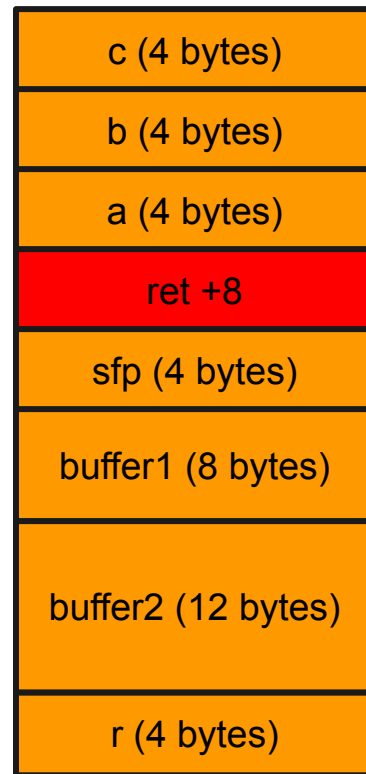 c (4 bytes)
b (4 bytes)
a (4 bytes)
ret +8
sfp (4 bytes)
buffer1 (8 bytes)
buffer2 (12 bytes)
r (4 bytes)